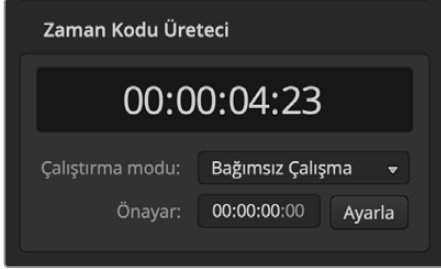 Zaman Kodu Üreteci
00:00:04:23
Çalıştırma modu: Bağımsız Çalışma
Önayar: 00:00:00:00 Ayarla